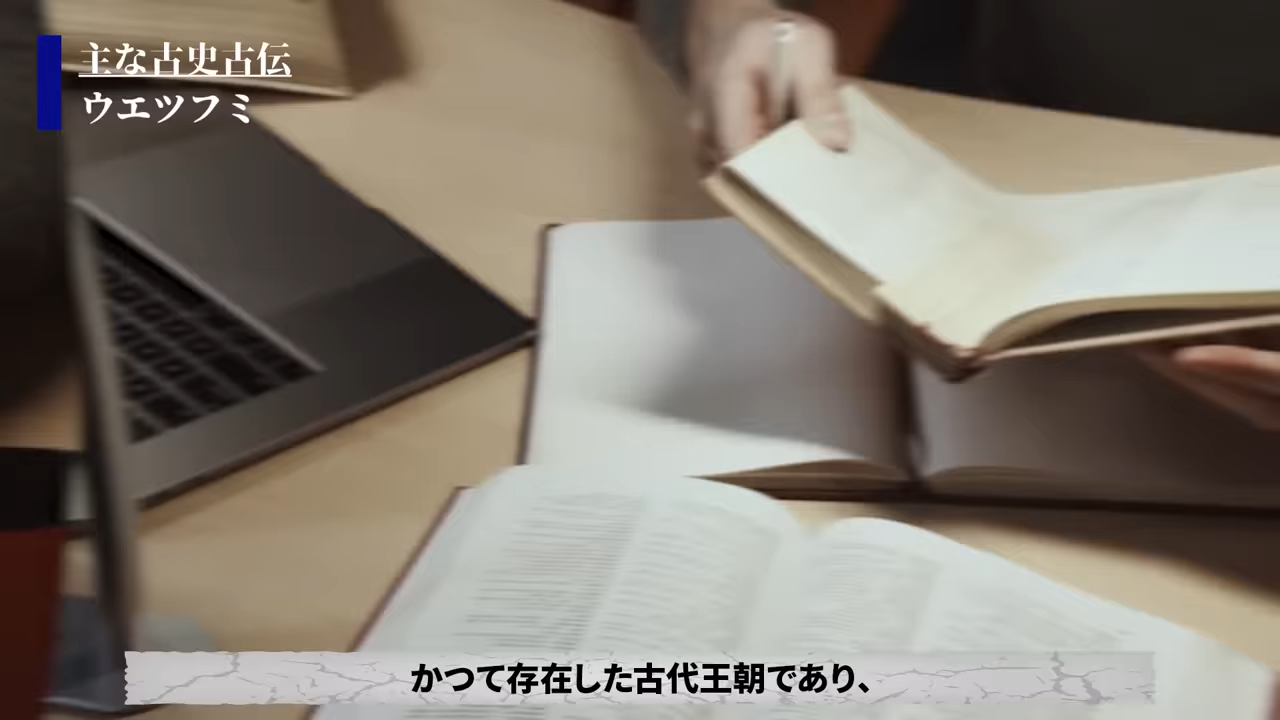 主な古史古伝
ウエツフミ
かつて存在した古代王朝であり、